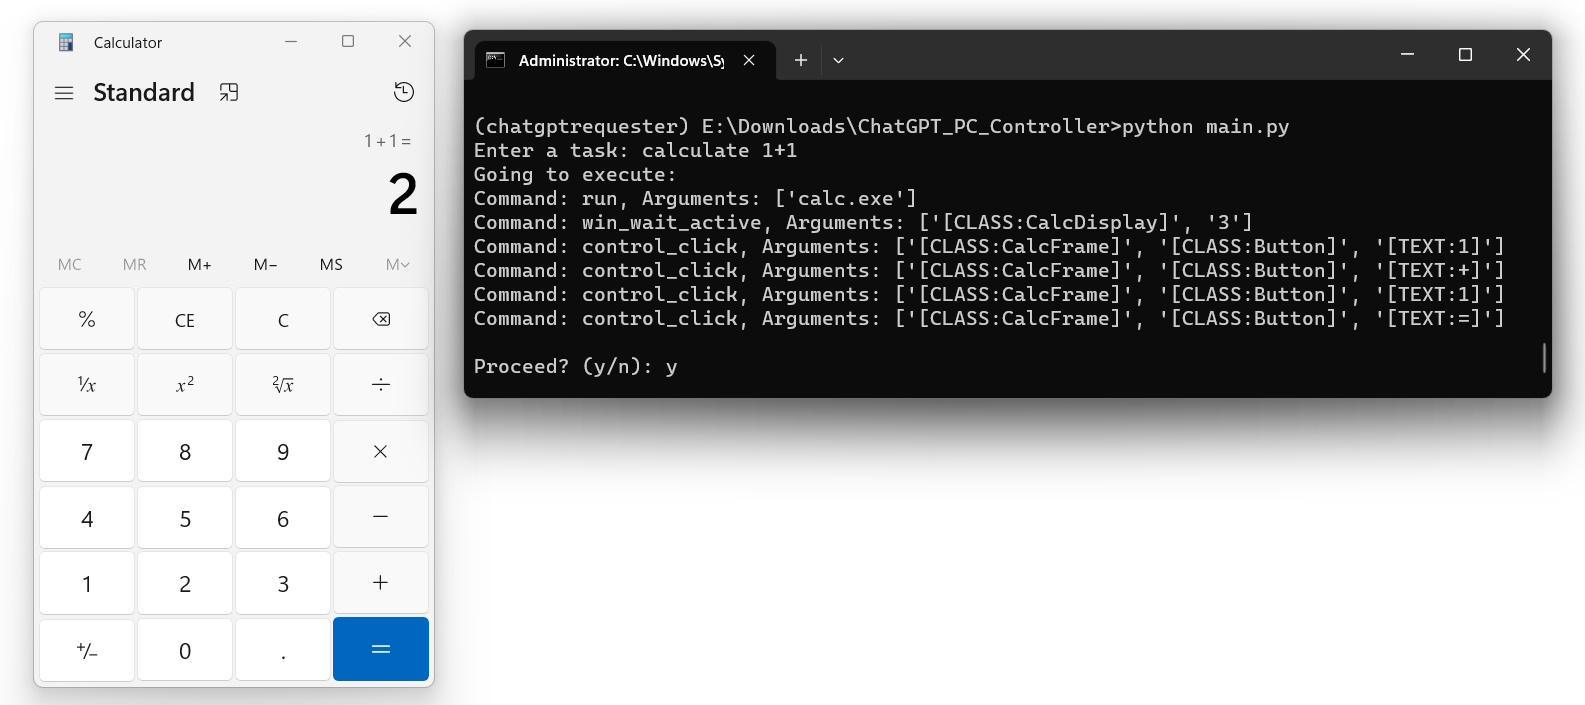 Calculator
Standard
1 + 1 =
2
MC MR M+ M− MS M
% CE C
¹/x x² ²√x ÷
7 8 9 ×
4 5 6 −
1 2 3 +
+/− 0 . =
Administrator: C:\Windows\Sy
(chatgptrequester) E:\Downloads\ChatGPT_PC_Controller>python main.py
Enter a task: calculate 1+1
Going to execute:
Command: run, Arguments: ['calc.exe']
Command: win_wait_active, Arguments: ['[CLASS:CalcDisplay]', '3']
Command: control_click, Arguments: ['[CLASS:CalcFrame]', '[CLASS:Button]', '[TEXT:1]']
Command: control_click, Arguments: ['[CLASS:CalcFrame]', '[CLASS:Button]', '[TEXT:+]']
Command: control_click, Arguments: ['[CLASS:CalcFrame]', '[CLASS:Button]', '[TEXT:1]']
Command: control_click, Arguments: ['[CLASS:CalcFrame]', '[CLASS:Button]', '[TEXT:=]']
Proceed? (y/n): y